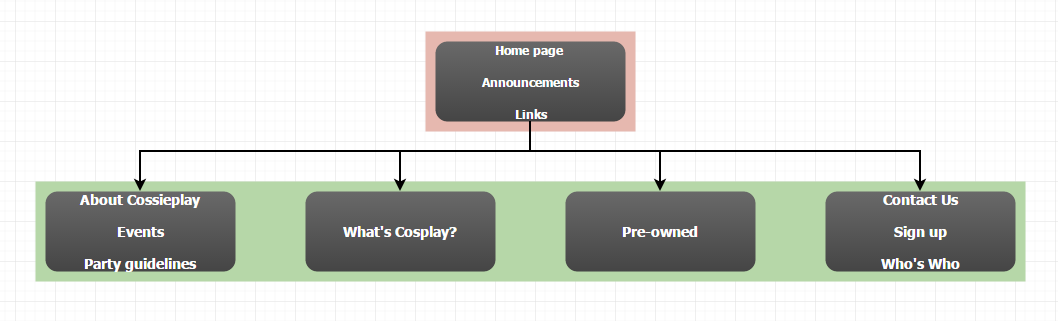 Home page
Announcements
Links
About Cossieplay
Events
Party guidelines
What's Cosplay?
Pre-owned
Contact Us
Sign up
Who's Who